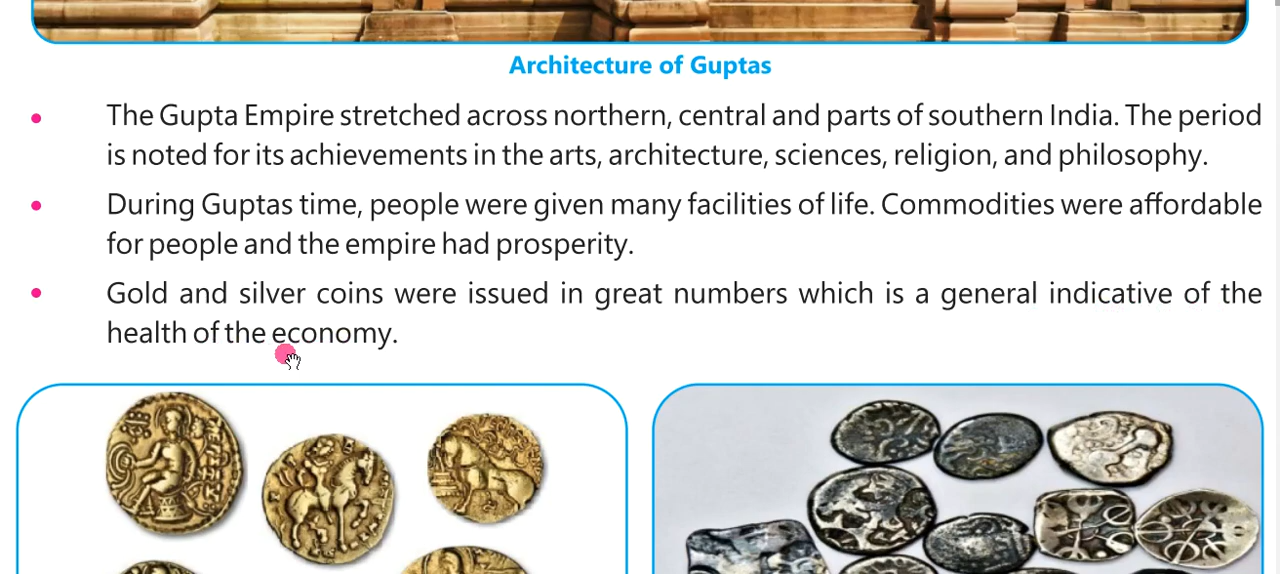 Architecture of Guptas
The Gupta Empire stretched across northern, central and parts of southern India. The period
is noted for its achievements in the arts, architecture, sciences, religion, and philosophy.
During Guptas time, people were given many facilities of life. Commodities were affordable
for people and the empire had prosperity.
Gold and silver coins were issued in great numbers which is a general indicative of the
health of the economy.